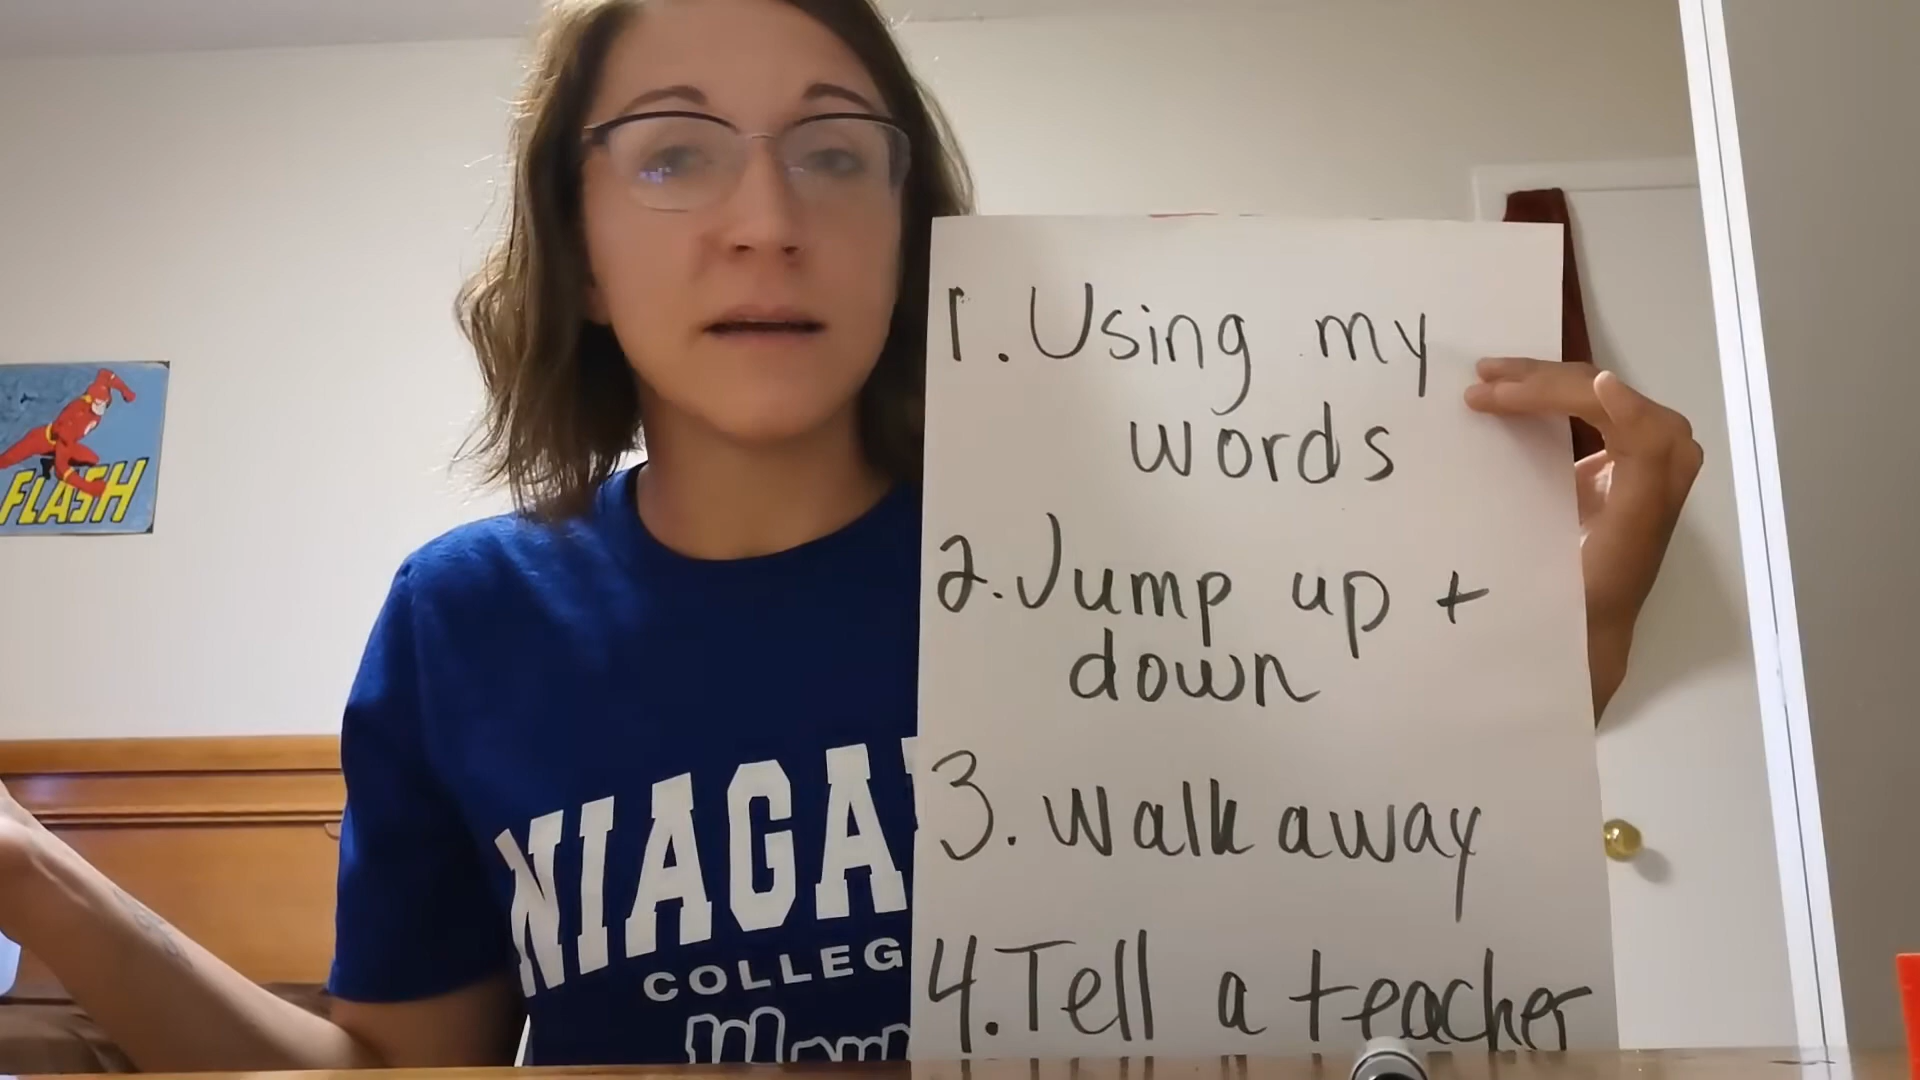 FLASH
NIAGA
COLLEG
1. Using my
words
2. Jump up +
down
3. Walk away
4. Tell a teacher